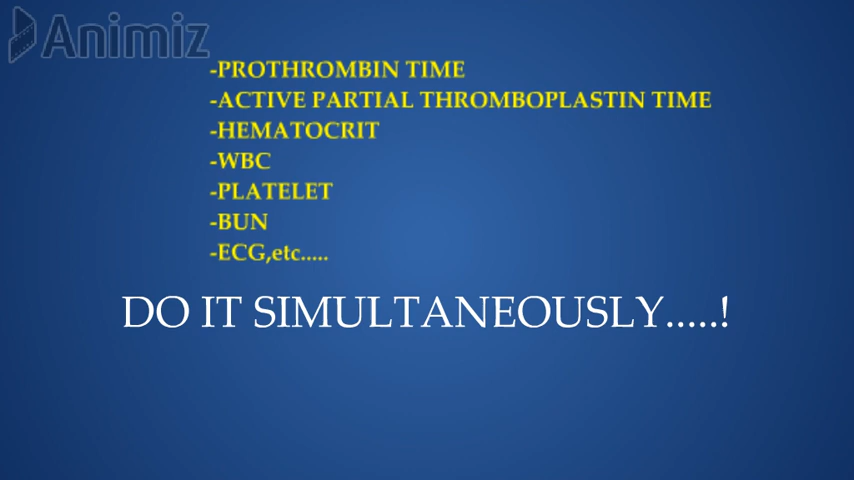 Animiz
-PROTHROMBIN TIME
-ACTIVE PARTIAL THROMBOPLASTIN TIME
-HEMATOCRIT
-WBC
-PLATELET
-BUN
-ECG,etc.....
DO IT SIMULTANEOUSLY.....!